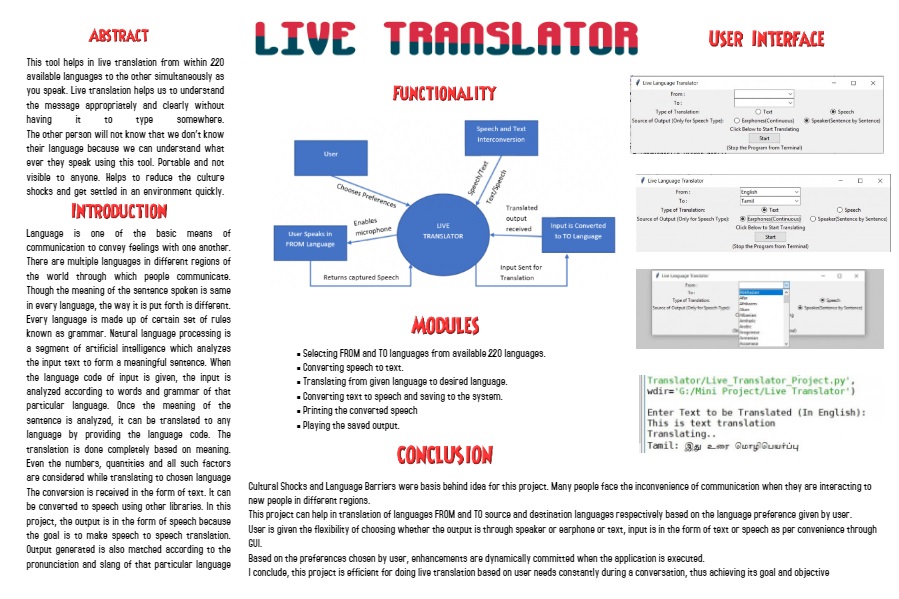 ABSTRACT
This tool helps in live translation from within 220
available languages to the other simultaneously as
you speak. Live translation helps us to understand
the message appropriately and clearly without
having it to type somewhere.
The other person will not know that we don't know
their language because we can understand what
ever they speak using this tool. Portable and not
visible to anyone. Helps to reduce the culture
shocks and get settled in an environment quickly.
INTRODUCTION
Language is one of the basic means of
communication to convey feelings with one another.
There are multiple languages in different regions of
the world through which people communicate.
Though the meaning of the sentence spoken is same
in every language, the way it is put forth is different.
Every language is made up of certain set of rules
known as grammar. Natural language processing is
a segment of artificial intelligence which analyzes
the input text to form a meaningful sentence. When
the language code of input is given, the input is
analyzed according to words and grammar of that
particular language. Once the meaning of the
sentence is analyzed, it can be translated to any
language by providing the language code. The
translation is done completely based on meaning.
Even the numbers, quantities and all such factors
are considered while translating to chosen language
The conversion is received in the form of text. It can
be converted to speech using other libraries. In this
project, the output is in the form of speech because
the goal is to make speech to speech translation.
Output generated is also matched according to the
pronunciation and slang of that particular language
LIVE TRANSLATOR
FUNCTIONALITY
User
Speech and Text
Interconversion
Chooses Preferences
Speech/Text
Text/Speech
Enables
microphone
LIVE
TRANSLATOR
Translated
output
received
User Speaks in
FROM Language
Input is Converted
to TO Language
Returns captured Speech
Input Sent for
Translation
MODULES
▪ Selecting FROM and TO languages from available 220 languages.
▪ Converting speech to text.
▪ Translating from given language to desired language.
▪ Converting text to speech and saving to the system.
▪ Printing the converted speech
▪ Playing the saved output.
CONCLUSION
Cultural Shocks and Language Barriers were basis behind idea for this project. Many people face the inconvenience of communication when they are interacting to
new people in different regions.
This project can help in translation of languages FROM and TO source and destination languages respectively based on the language preference given by user.
User is given the flexibility of choosing whether the output is through speaker or earphone or text, input is in the form of text or speech as per convenience through
GUI.
Based on the preferences chosen by user, enhancements are dynamically committed when the application is executed.
I conclude, this project is efficient for doing live translation based on user needs constantly during a conversation, thus achieving its goal and objective
USER INTERFACE
Live Language Translator
From :
To :
Type of Translation: Text Speech
Source of Output (Only for Speech Type): Earphones(Continuous) Speaker(Sentence by Sentence)
Click Below to Start Translating
Start
(Stop the Program from Terminal)
Live Language Translator
From : English
To : Tamil
Type of Translation: Text Speech
Source of Output (Only for Speech Type): Earphones(Continuous) Speaker(Sentence by Sentence)
Click Below to Start Translating
Start
(Stop the Program from Terminal)
Live Language Translator
From :
To :
Type of Translation: Speech
Source of Output (Only for Speech Type): Speaker(Sentence by Sentence)
Afar
Afrikaans
Akan
Albanian
Amharic
Arabic
Aragonese
Armenian
Assamese
Translator/Live_Translator_Project.py',
wdir='G:/Mini Project/Live Translator')
Enter Text to be Translated (In English):
This is text translation
Translating..
Tamil: இது உரை மொழிபெயர்ப்பு